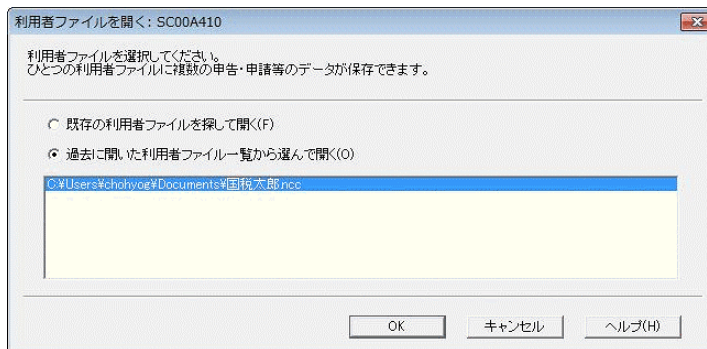 利用者ファイルを開く: SC00A410
利用者ファイルを選択してください。
ひとつの利用者ファイルに複数の申告・申請等のデータが保存できます。
既存の利用者ファイルを探して開く(F)
過去に開いた利用者ファイル一覧から選んで開く(O)
C:¥Users¥chohyog¥Documents¥国税太郎.ncc
OK
キャンセル
ヘルプ(H)